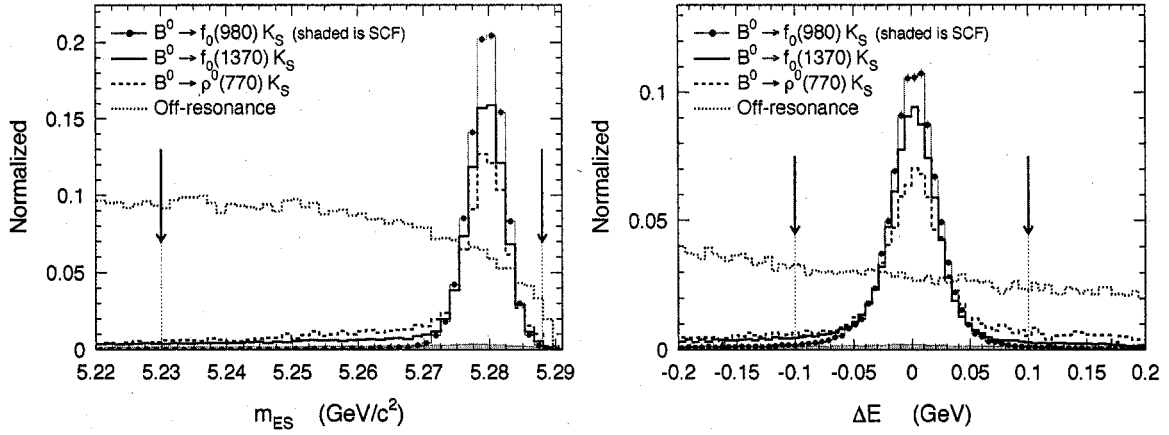 B⁰→f₀(980) K_S (shaded is SCF)
B⁰→f₀(1370) K_S
B⁰→ρ⁰(770) K_S
Off-resonance
Normalized
0.2
0.15
0.1
0.05
0
5.22 5.23 5.24 5.25 5.26 5.27 5.28 5.29
m_ES (GeV/c²)
B⁰→f₀(980) K_S (shaded is SCF)
B⁰→f₀(1370) K_S
B⁰→ρ⁰(770) K_S
Off-resonance
Normalized
0.1
0.05
0
-0.2 -0.15 -0.1 -0.05 0 0.05 0.1 0.15 0.2
ΔE (GeV)